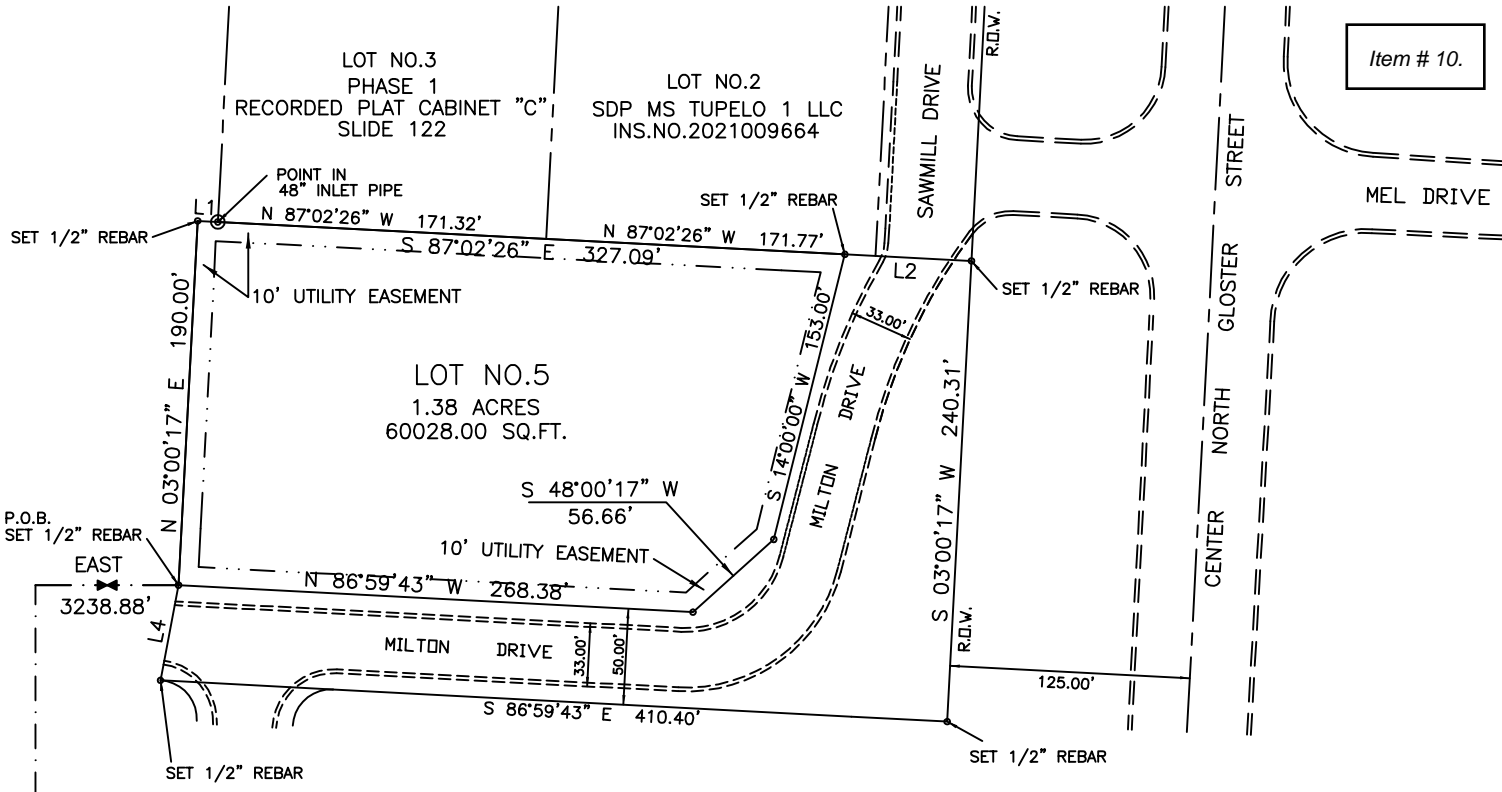 Item # 10.
LOT NO.3
PHASE 1
RECORDED PLAT CABINET "C"
SLIDE 122
LOT NO.2
SDP MS TUPELO 1 LLC
INS.NO.2021009664
SAWMILL DRIVE
R.O.W.
CENTER NORTH GLOSTER STREET
MEL DRIVE
POINT IN
48" INLET PIPE
L1
SET 1/2" REBAR
N 87°02'26" W 171.32'
N 87°02'26" W 171.77'
SET 1/2" REBAR
S 87°02'26" E 327.09'
L2
SET 1/2" REBAR
10' UTILITY EASEMENT
N 03°00'17" E 190.00'
LOT NO.5
1.38 ACRES
60028.00 SQ.FT.
S 14°00'00" W 153.00'
33.00'
MILTON DRIVE
S 03°00'17" W 240.31'
R.O.W.
S 48°00'17" W
56.66'
10' UTILITY EASEMENT
P.O.B.
SET 1/2" REBAR
EAST
3238.88'
L4
N 86°59'43" W 268.38'
MILTON DRIVE
33.00'
50.00'
125.00'
S 86°59'43" E 410.40'
SET 1/2" REBAR
SET 1/2" REBAR